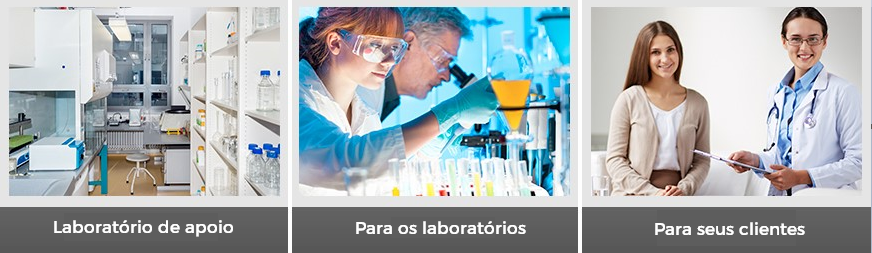 Laboratório de apoio
Para os laboratórios
Para seus clientes